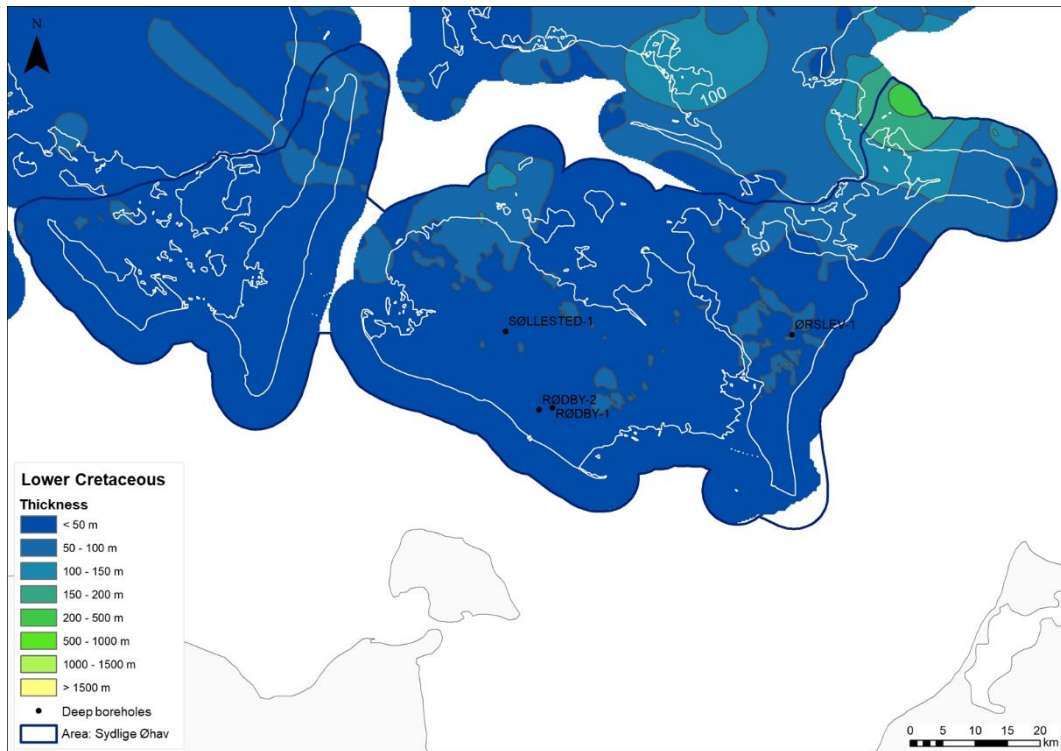 N
100
50
SØLLESTED-1
ØRSLEV-1
RØDBY-2
RØDBY-1
Lower Cretaceous
Thickness
< 50 m
50 - 100 m
100 - 150 m
150 - 200 m
200 - 500 m
500 - 1000 m
1000 - 1500 m
> 1500 m
Deep boreholes
Area: Sydlige Øhav
0 5 10 15 20
km